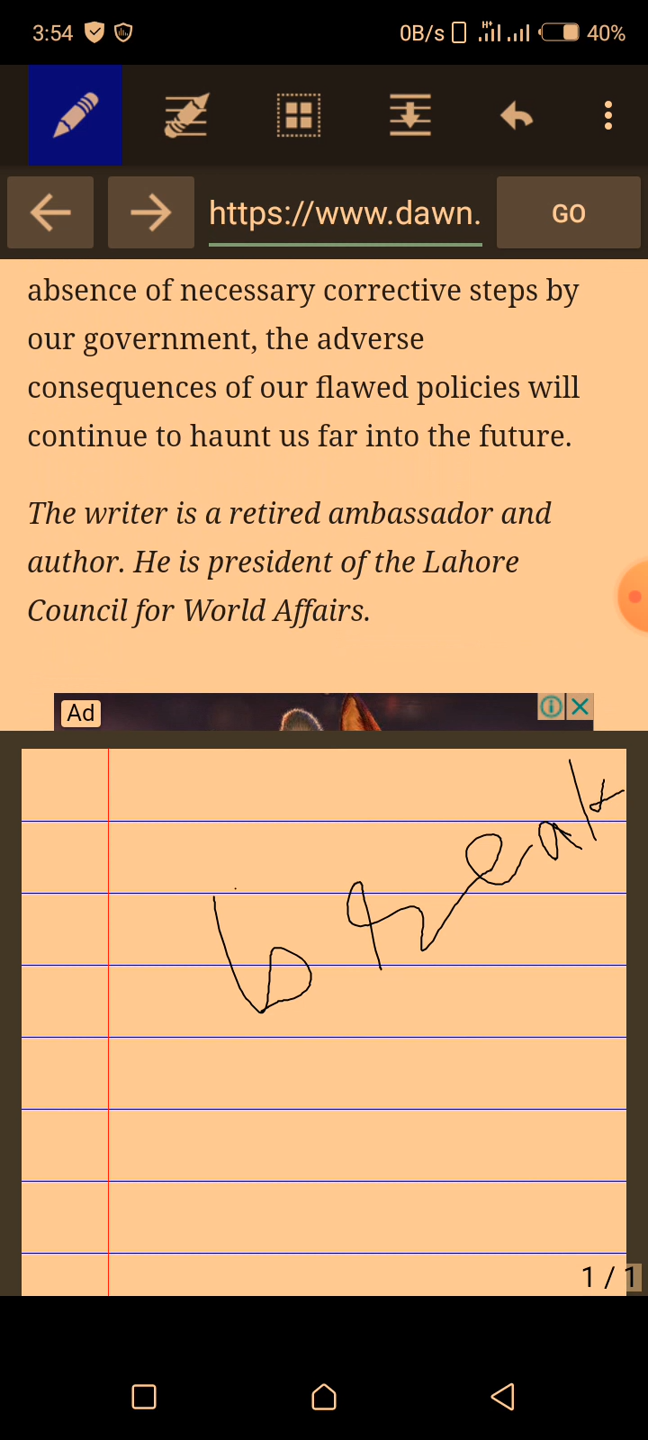 3:54
0B/s H+ 40%
https://www.dawn. GO
absence of necessary corrective steps by
our government, the adverse
consequences of our flawed policies will
continue to haunt us far into the future.
The writer is a retired ambassador and
author. He is president of the Lahore
Council for World Affairs.
Ad
break
1 / 1